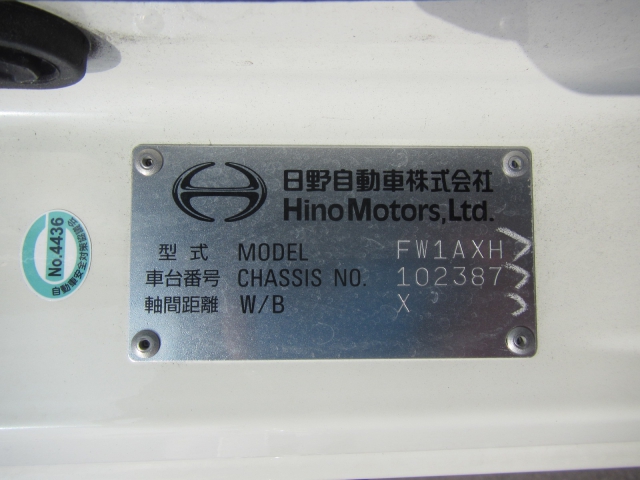 日野自動車株式会社
Hino Motors, Ltd.
型式 MODEL FW1AXH
車台番号 CHASSIS NO. 102387
軸間距離 W/B X
No.4436